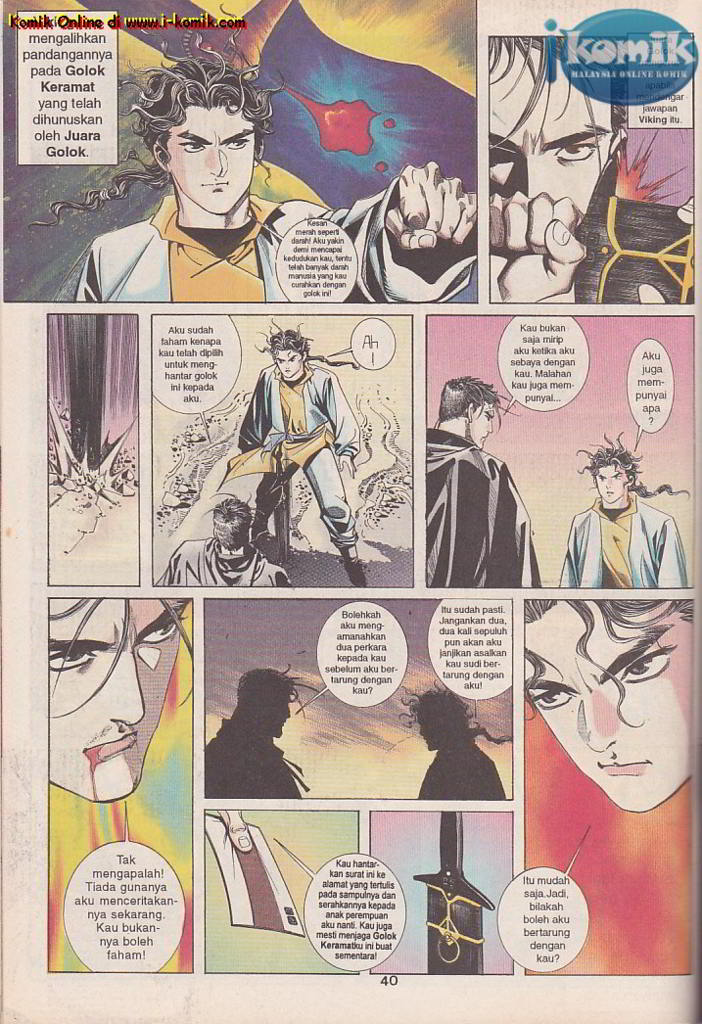 Komik Online di www.i-komik.com
mengalihkan
pandangannya
pada Golok
Keramat
yang telah
dihunuskan
oleh Juara
Golok.
Kesan
merah seperti
darah! Aku yakin
demi mencapai
kedudukan kau, tentu
telah banyak darah
manusia yang kau
curahkan dengan
golok ini!
ikomik
MALAYSIA ONLINE KOMIK
mendengar
jawapan
Viking itu.
Aku sudah
faham kenapa
kau telah dipilih
untuk meng-
hantar golok
ini kepada
aku.
Ah
!
Kau bukan
saja mirip
aku ketika aku
sebaya dengan
kau. Malahan
kau juga mem-
punyai...
Aku
juga
mem-
punyai
apa
?
Tak
mengapalah!
Tiada gunanya
aku menceritakan-
nya sekarang.
Kau bukan-
nya boleh
faham!
Bolehkah
aku meng-
amanahkan
dua perkara
kepada kau
sebelum aku ber-
tarung dengan
kau?
Itu sudah pasti.
Jangankan dua,
dua kali sepuluh
pun akan aku
janjikan asalkan
kau sudi ber-
tarung dengan
aku!
Kau hantar-
kan surat ini ke
alamat yang tertulis
pada sampulnya dan
serahkannya kepada
anak perempuan
aku nanti. Kau juga
mesti menjaga Golok
Keramatku ini buat
sementara!
Itu mudah
saja.Jadi,
bilakah
boleh aku
bertarung
dengan
kau?
40